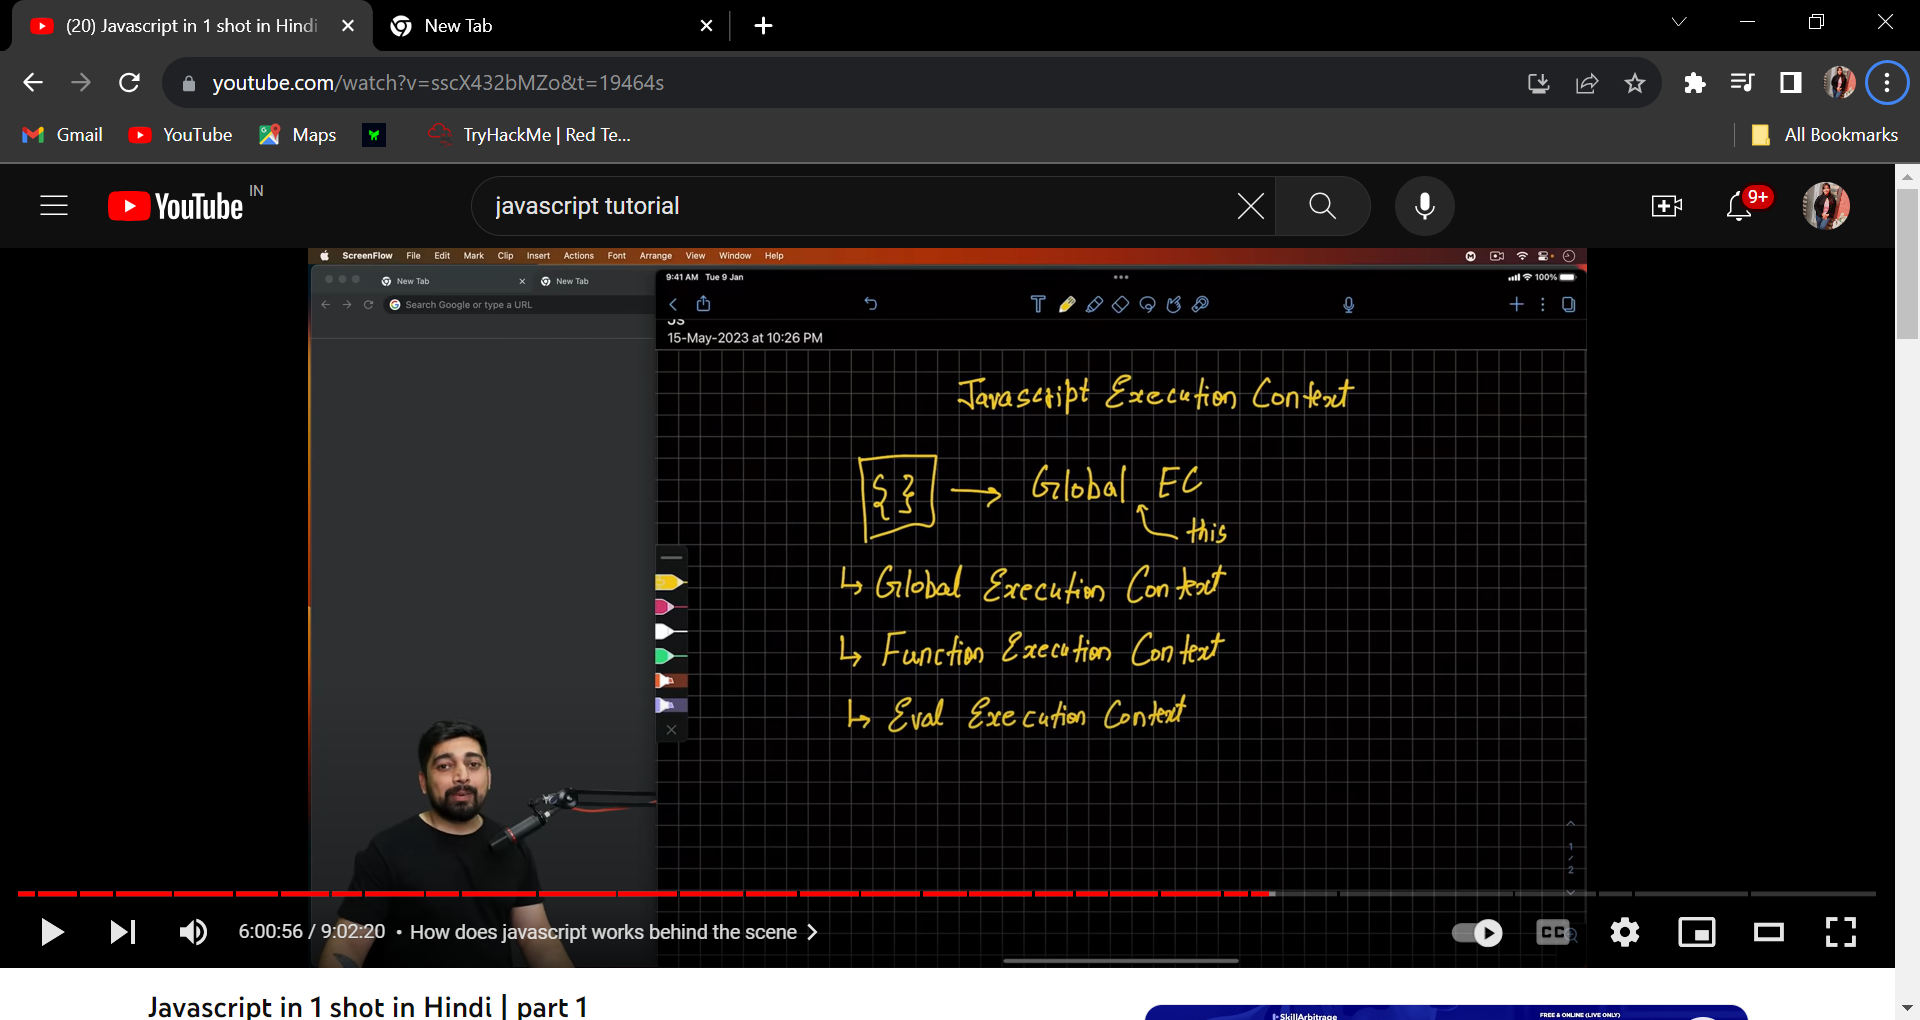 (20) Javascript in 1 shot in Hindi
New Tab
youtube.com/watch?v=sscX432bMZo&t=19464s
Gmail
YouTube
Maps
TryHackMe | Red Te...
All Bookmarks
YouTube IN
javascript tutorial
9+
ScreenFlow File Edit Mark Clip Insert Actions Font Arrange View Window Help
New Tab
New Tab
Search Google or type a URL
9:41 AM Tue 9 Jan
100%
JS
15-May-2023 at 10:26 PM
Javascript Execution Context
{ } → Global EC
this
↳ Global Execution Context
↳ Function Execution Context
↳ Eval Execution Context
1
/
2
6:00:56 / 9:02:20 • How does javascript works behind the scene
CC
Javascript in 1 shot in Hindi | part 1
SkillArbitrage
FREE & ONLINE (LIVE ONLY)